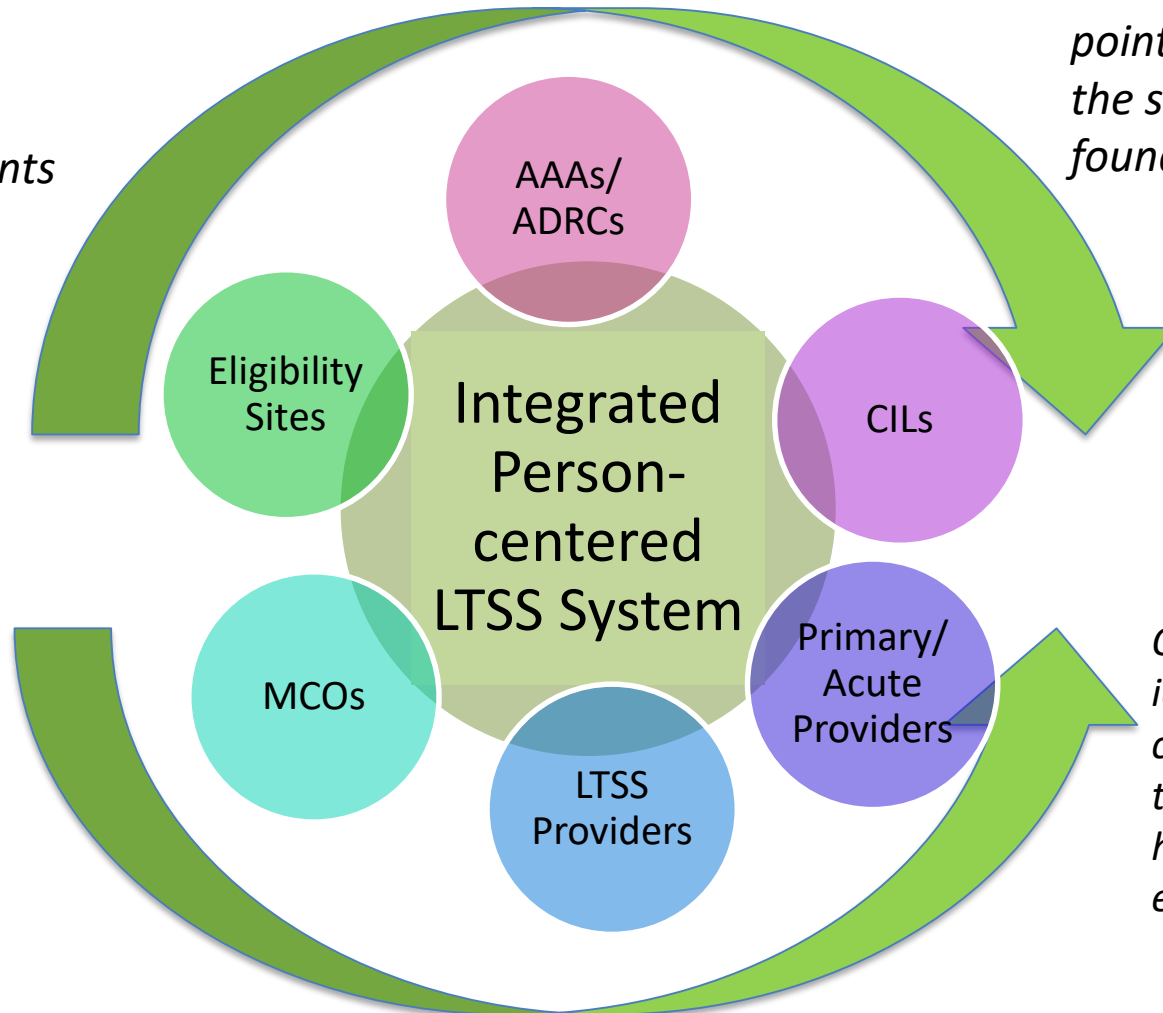 point
the s
found
nts
AAAs/
ADRCs
Eligibility
Sites
Integrated
Person-
centered
LTSS System
CILs
Primary/
Acute
Providers
MCOs
LTSS
Providers